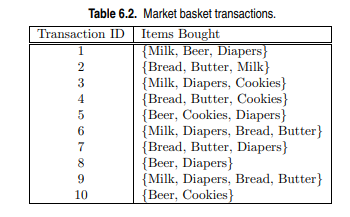 Table 6.2. Market basket transactions.
Transaction ID Items Bought
1 {Milk, Beer, Diapers}
2 {Bread, Butter, Milk}
3 {Milk, Diapers, Cookies}
4 {Bread, Butter, Cookies}
5 {Beer, Cookies, Diapers}
6 {Milk, Diapers, Bread, Butter}
7 {Bread, Butter, Diapers}
8 {Beer, Diapers}
9 {Milk, Diapers, Bread, Butter}
10 {Beer, Cookies}